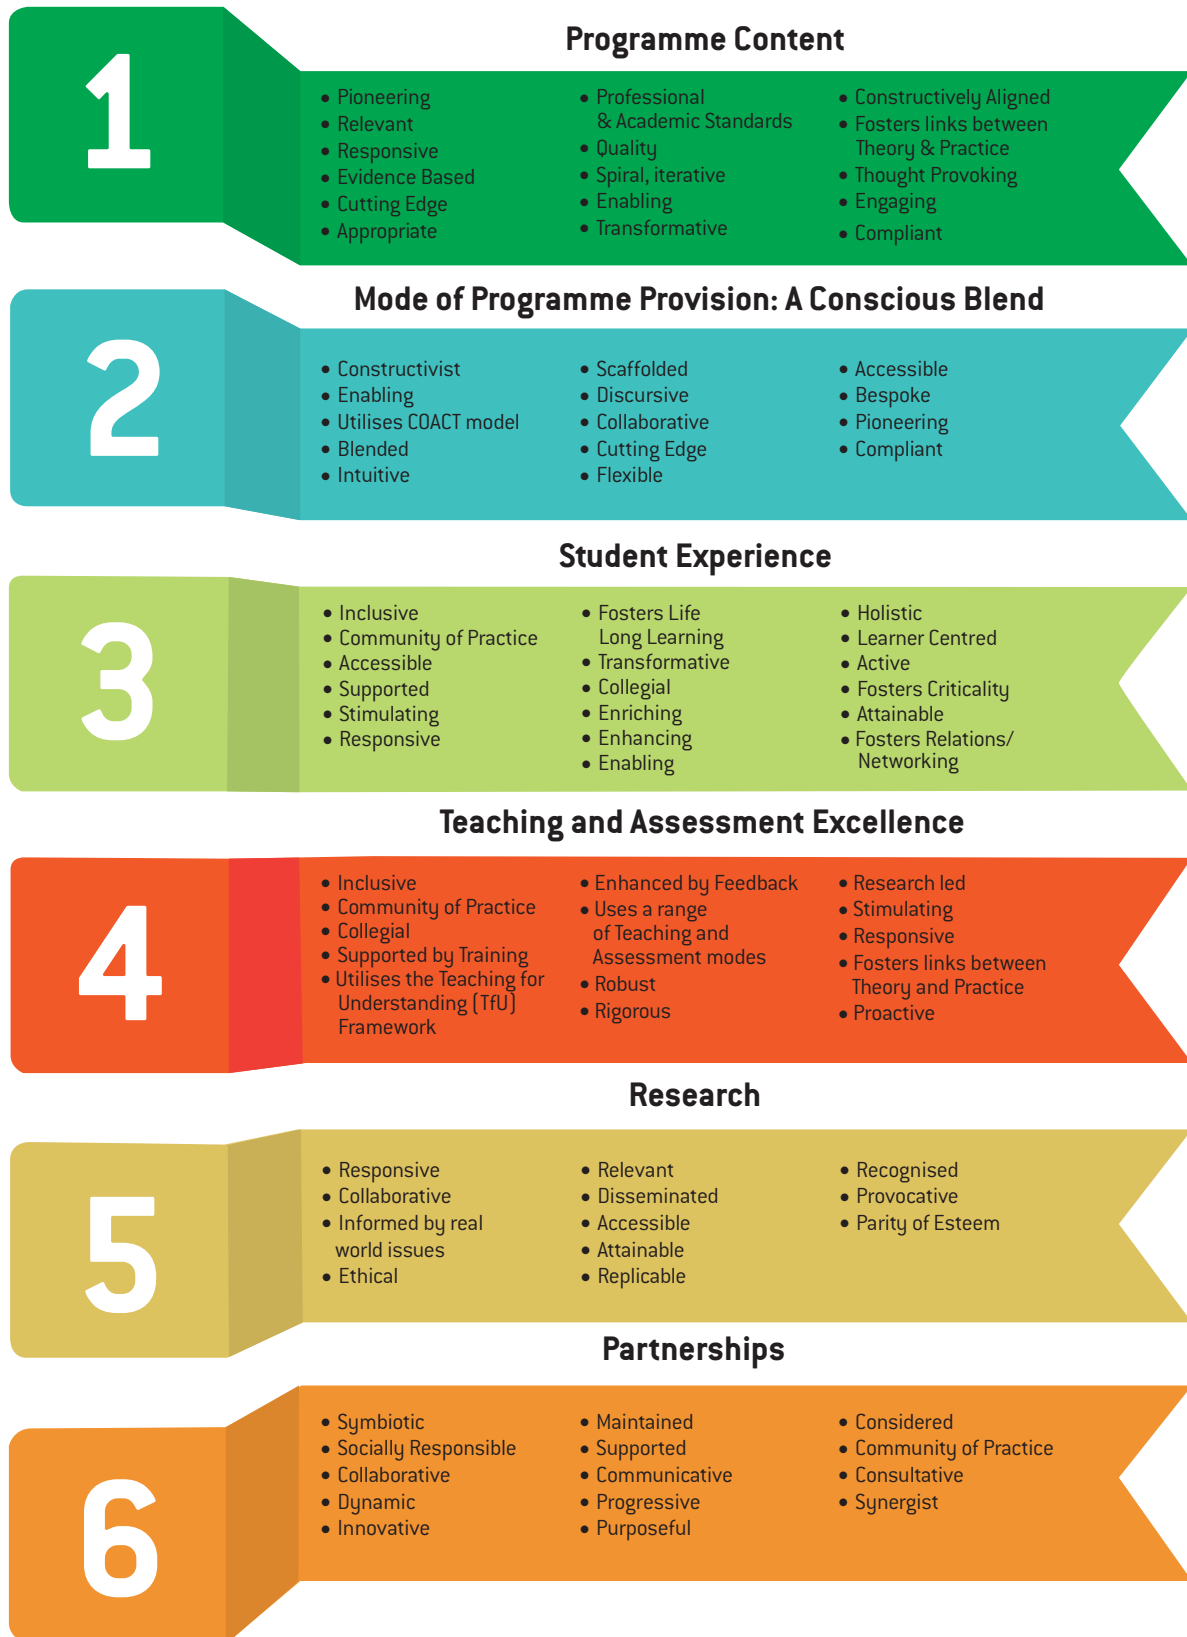 1
Programme Content
• Pioneering
• Relevant
• Responsive
• Evidence Based
• Cutting Edge
• Appropriate
• Professional
& Academic Standards
• Quality
• Spiral, iterative
• Enabling
• Transformative
• Constructively Aligned
• Fosters links between
Theory & Practice
• Thought Provoking
• Engaging
• Compliant
2
Mode of Programme Provision: A Conscious Blend
• Constructivist
• Enabling
• Utilises COACT model
• Blended
• Intuitive
• Scaffolded
• Discursive
• Collaborative
• Cutting Edge
• Flexible
• Accessible
• Bespoke
• Pioneering
• Compliant
3
Student Experience
• Inclusive
• Community of Practice
• Accessible
• Supported
• Stimulating
• Responsive
• Fosters Life
Long Learning
• Transformative
• Collegial
• Enriching
• Enhancing
• Enabling
• Holistic
• Learner Centred
• Active
• Fosters Criticality
• Attainable
• Fosters Relations/
Networking
4
Teaching and Assessment Excellence
• Inclusive
• Community of Practice
• Collegial
• Supported by Training
• Utilises the Teaching for
Understanding (TfU)
Framework
• Enhanced by Feedback
• Uses a range
of Teaching and
Assessment modes
• Robust
• Rigorous
• Research led
• Stimulating
• Responsive
• Fosters links between
Theory and Practice
• Proactive
5
Research
• Responsive
• Collaborative
• Informed by real
world issues
• Ethical
• Relevant
• Disseminated
• Accessible
• Attainable
• Replicable
• Recognised
• Provocative
• Parity of Esteem
6
Partnerships
• Symbiotic
• Socially Responsible
• Collaborative
• Dynamic
• Innovative
• Maintained
• Supported
• Communicative
• Progressive
• Purposeful
• Considered
• Community of Practice
• Consultative
• Synergist